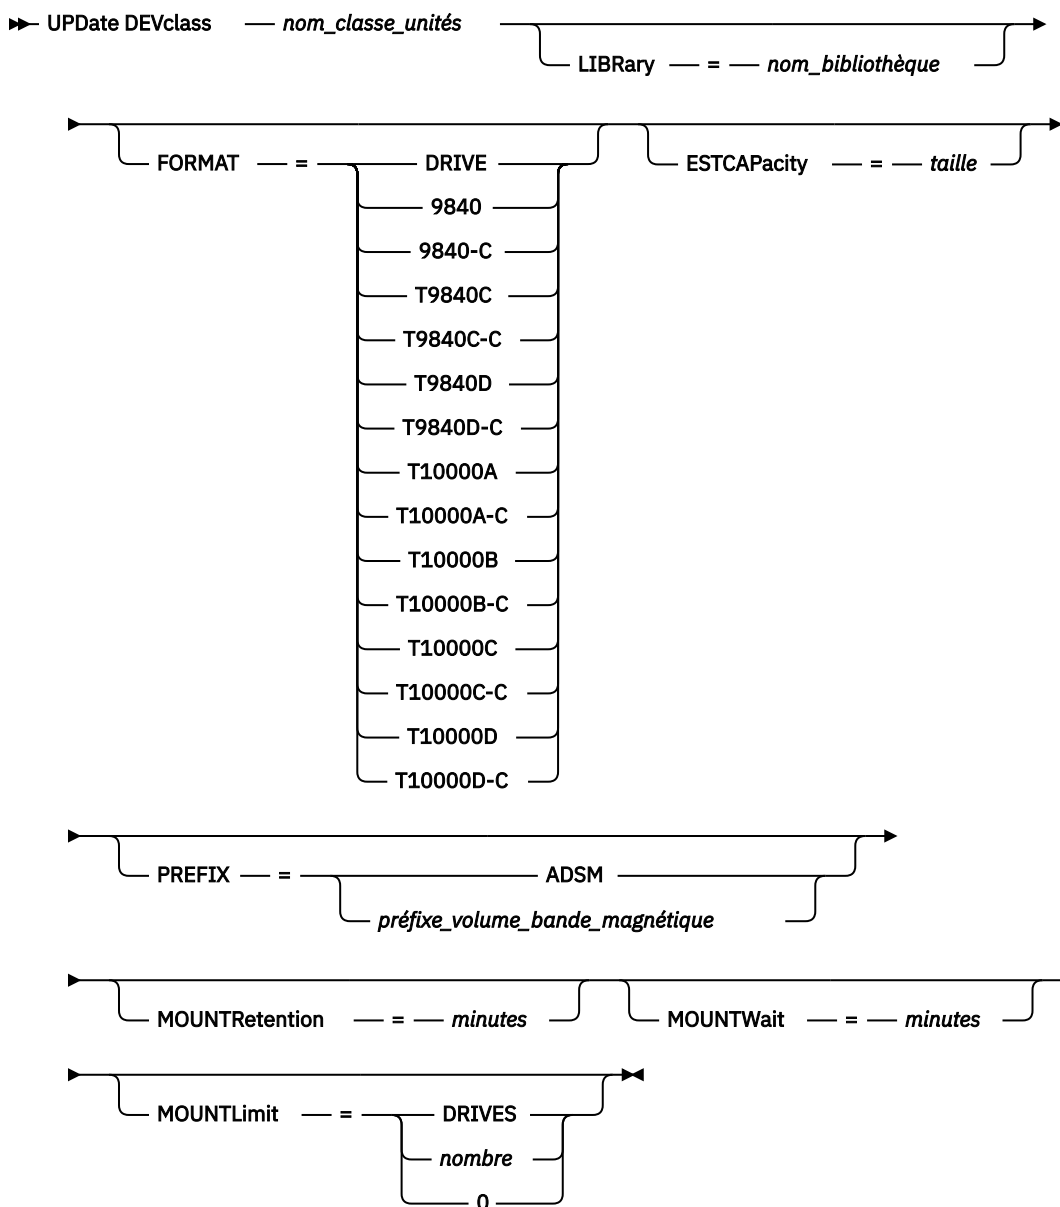 UPDate DEVclass nom_classe_unités
LIBRary = nom_bibliothèque
FORMAT = DRIVE
9840
9840-C
T9840C
T9840C-C
T9840D
T9840D-C
T10000A
T10000A-C
T10000B
T10000B-C
T10000C
T10000C-C
T10000D
T10000D-C
ESTCAPacity = taille
PREFIX = ADSM
préfixe_volume_bande_magnétique
MOUNTRetention = minutes
MOUNTWait = minutes
MOUNTLimit = DRIVES
nombre
0